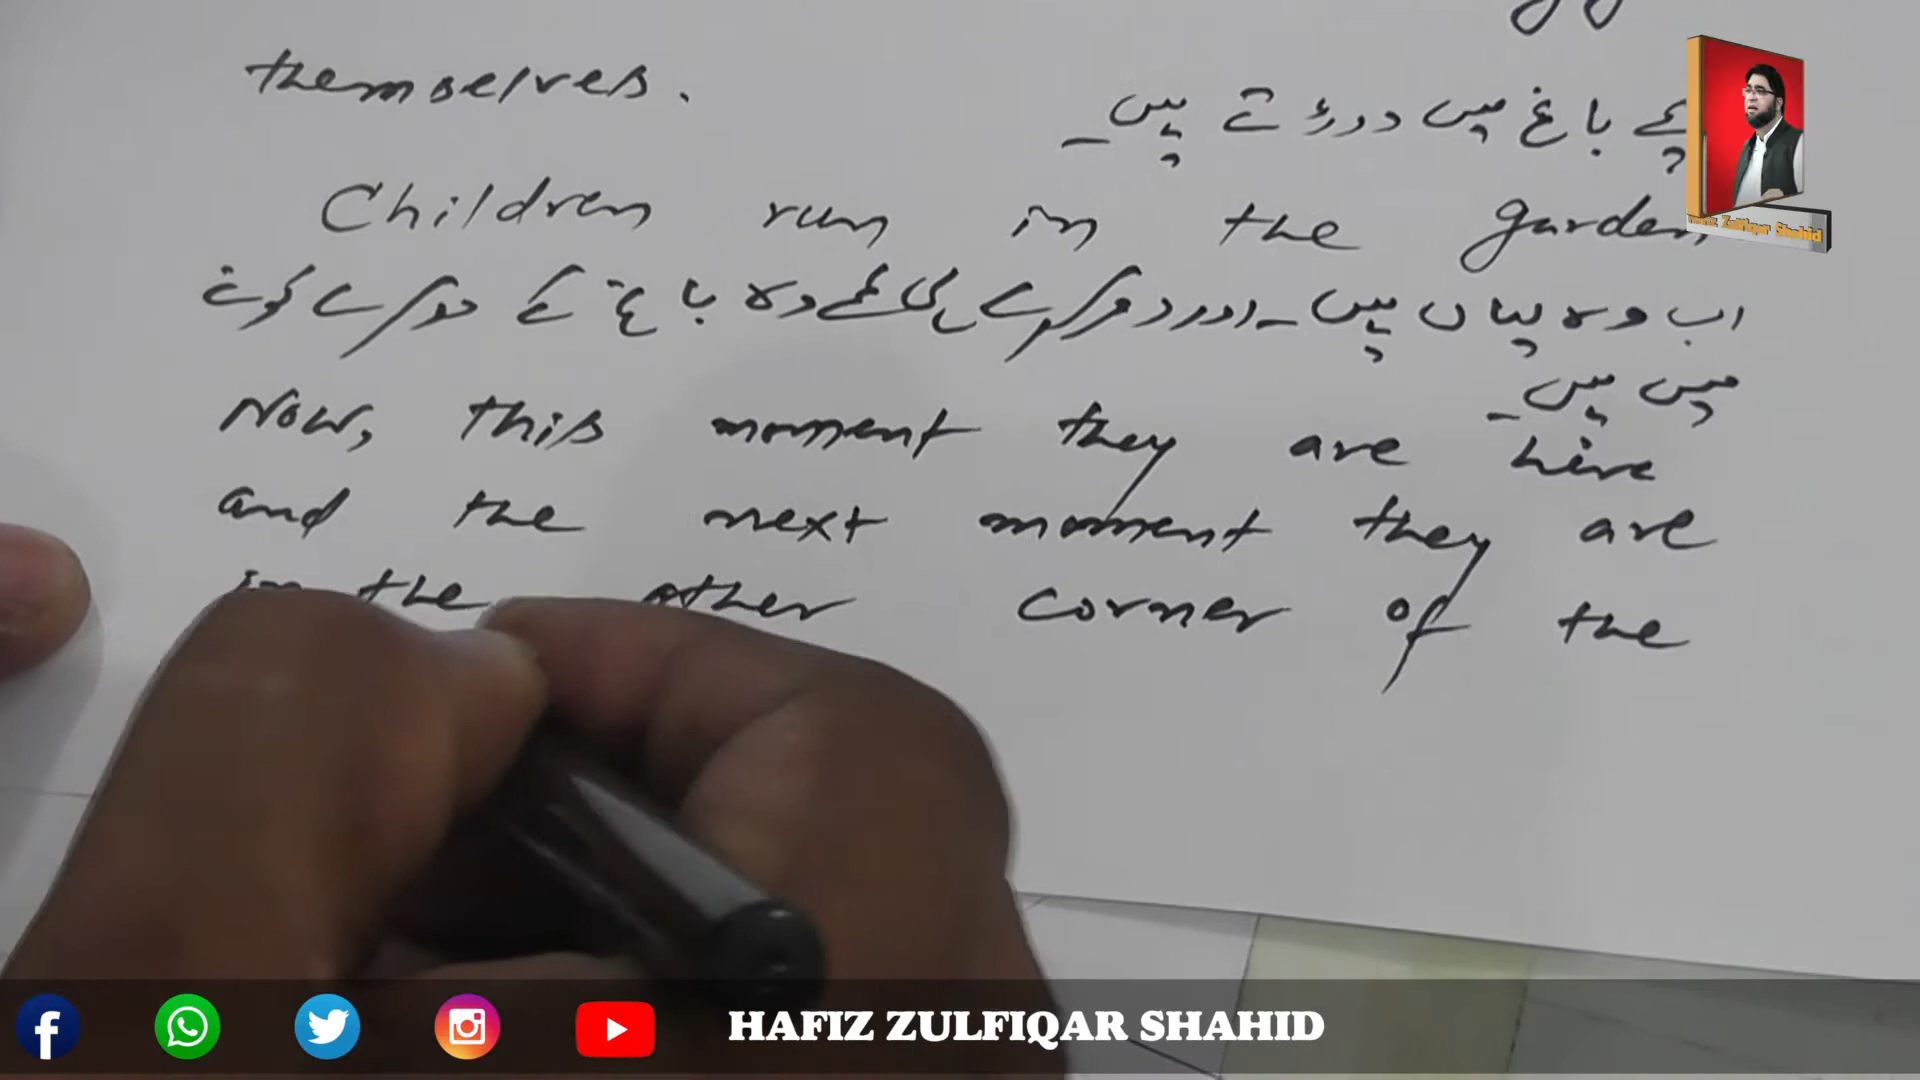 themselves.
بچے باغ میں دوڑتے ہیں۔
Children run in the garden
اب وہ یہاں ہیں۔ اور دوسرے ہی لمحے وہ باغ کے دوسرے کونے
میں ہیں۔
Now, this moment they are here
and the next moment they are
in the other corner of the
Hafiz Zulfiqar Shahid
HAFIZ ZULFIQAR SHAHID